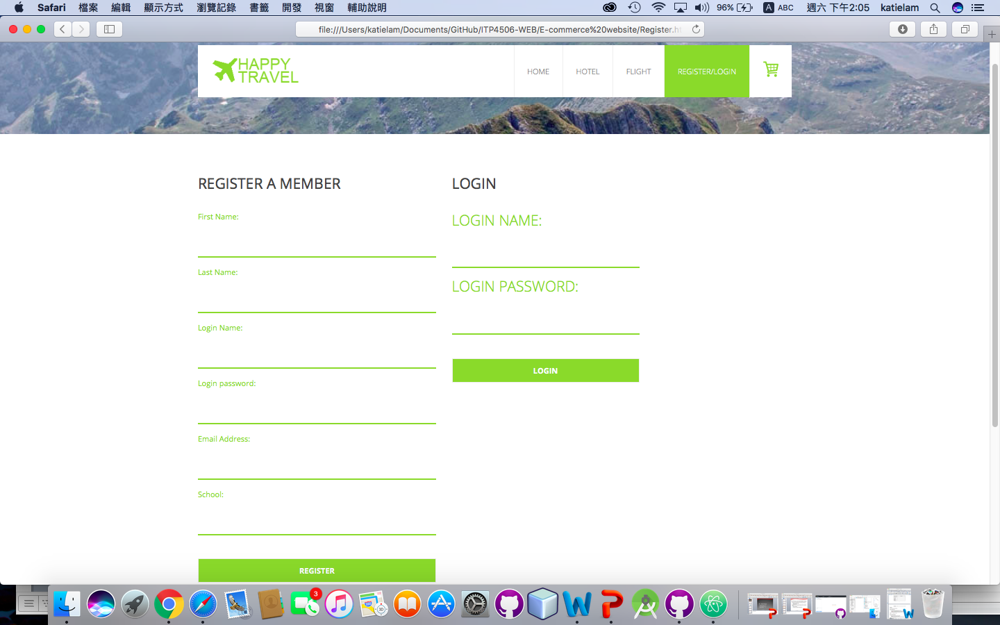 Safari 檔案 編輯 顯示方式 瀏覽記錄 書籤 開發 視窗 輔助說明 96% A ABC 週六 下午2:05 katielam
file:///Users/katielam/Documents/GitHub/ITP4506-WEB/E-commerce%20website/Register.ht
HAPPY
TRAVEL
HOME HOTEL FLIGHT REGISTER/LOGIN
REGISTER A MEMBER
First Name:
Last Name:
Login Name:
Login password:
Email Address:
School:
REGISTER
LOGIN
LOGIN NAME:
LOGIN PASSWORD:
LOGIN
3